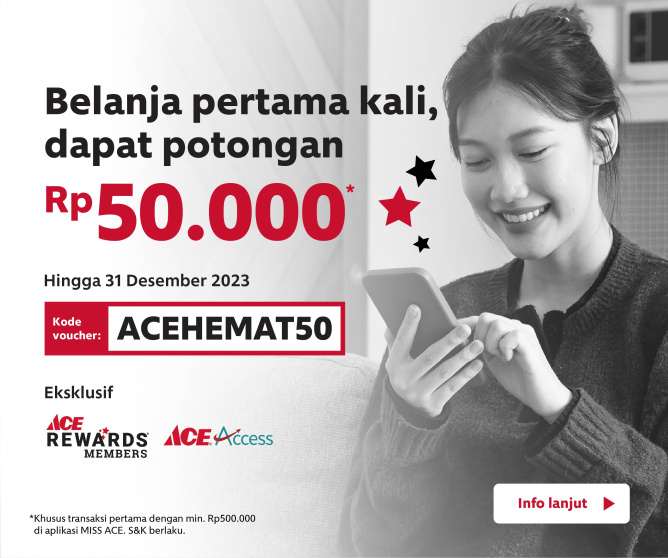 Belanja pertama kali,
dapat potongan
Rp50.000*
Hingga 31 Desember 2023
Kode
voucher:
ACEHEMAT50
Eksklusif
ACE
REWARDS
MEMBERS
ACE Access
*Khusus transaksi pertama dengan min. Rp500.000
di aplikasi MISS ACE. S&K berlaku.
Info lanjut